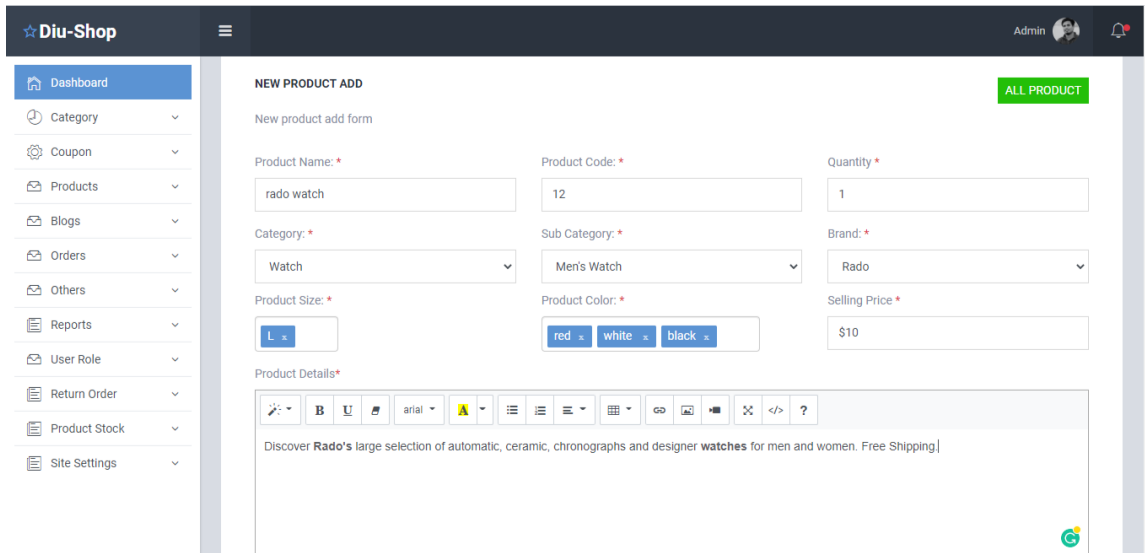 Diu-Shop
Admin
Dashboard
Category
Coupon
Products
Blogs
Orders
Others
Reports
User Role
Return Order
Product Stock
Site Settings
NEW PRODUCT ADD
ALL PRODUCT
New product add form
Product Name: * Product Code: * Quantity *
rado watch 12 1
Category: * Sub Category: * Brand: *
Watch Men's Watch Rado
Product Size: * Product Color: * Selling Price *
L x red x white x black x $10
Product Details*
B U arial A </> ?
Discover Rado's large selection of automatic, ceramic, chronographs and designer watches for men and women. Free Shipping.